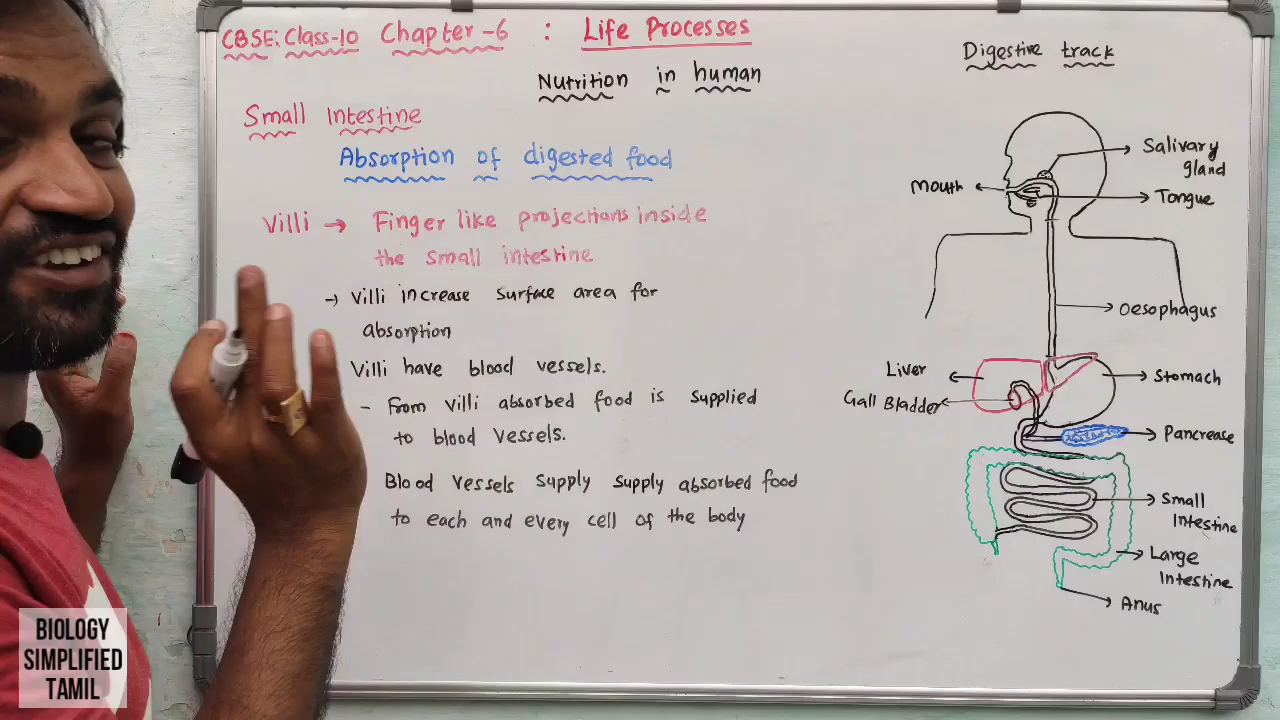 CBSE: Class-10 Chapter-6 : Life Processes
Nutrition in human
Small Intestine
Absorption of digested food
Villi → Finger like projections inside
the small intestine
→ Villi increase surface area for
absorption
Villi have blood vessels.
- From villi absorbed food is supplied
to blood vessels.
Blood vessels supply supply absorbed food
to each and every cell of the body
Digestive track
Salivary
gland
Mouth
Tongue
Oesophagus
Liver
Stomach
Gall Bladder
Pancrease
Small
Intestine
Large
Intestine
Anus
BIOLOGY
SIMPLIFIED
TAMIL